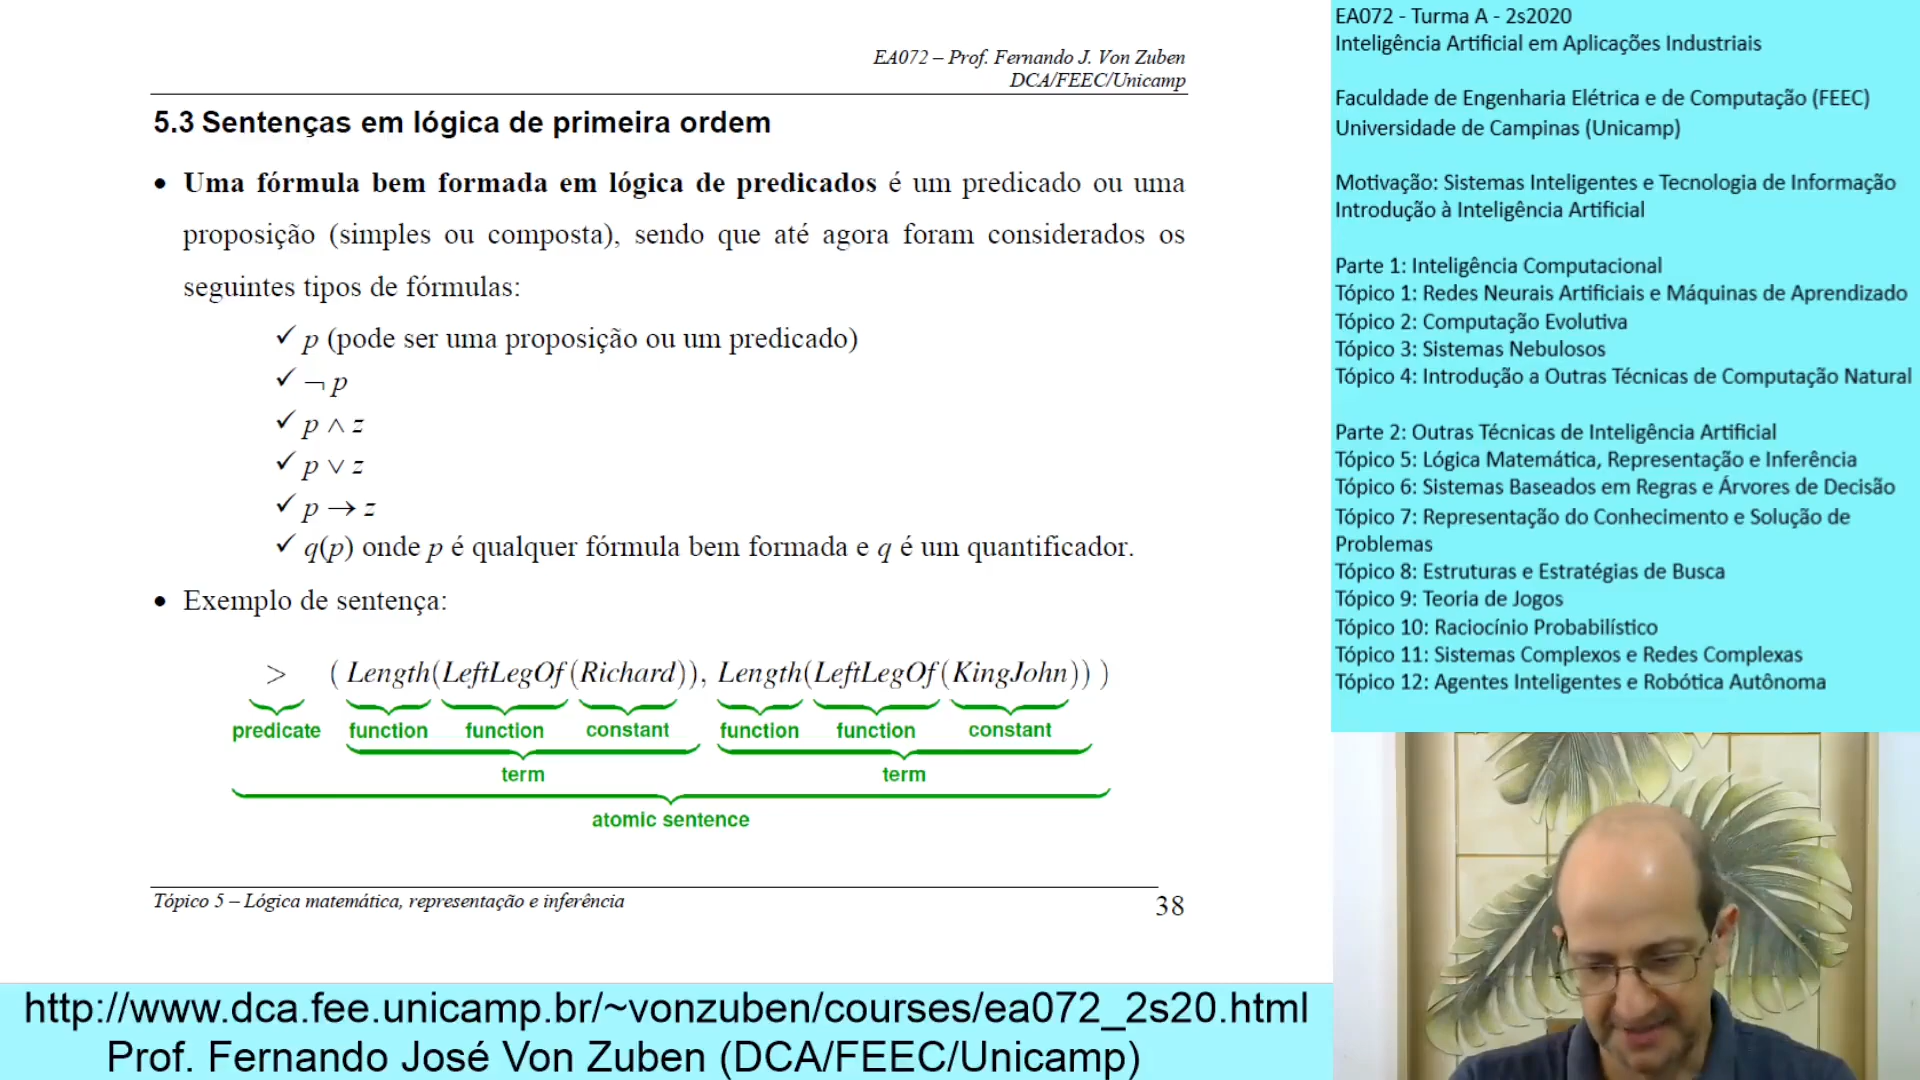 EA072 – Prof. Fernando J. Von Zuben
DCA/FEEC/Unicamp
5.3 Sentenças em lógica de primeira ordem
• Uma fórmula bem formada em lógica de predicados é um predicado ou uma
proposição (simples ou composta), sendo que até agora foram considerados os
seguintes tipos de fórmulas:
✓ p (pode ser uma proposição ou um predicado)
✓ ¬ p
✓ p ∧ z
✓ p ∨ z
✓ p → z
✓ q(p) onde p é qualquer fórmula bem formada e q é um quantificador.
• Exemplo de sentença:
> ( Length(LeftLegOf(Richard)), Length(LeftLegOf(KingJohn)) )
predicate function function constant function function constant
term term
atomic sentence
Tópico 5 – Lógica matemática, representação e inferência
38
http://www.dca.fee.unicamp.br/~vonzuben/courses/ea072_2s20.html
Prof. Fernando José Von Zuben (DCA/FEEC/Unicamp)
EA072 - Turma A - 2s2020
Inteligência Artificial em Aplicações Industriais
Faculdade de Engenharia Elétrica e de Computação (FEEC)
Universidade de Campinas (Unicamp)
Motivação: Sistemas Inteligentes e Tecnologia de Informação
Introdução à Inteligência Artificial
Parte 1: Inteligência Computacional
Tópico 1: Redes Neurais Artificiais e Máquinas de Aprendizado
Tópico 2: Computação Evolutiva
Tópico 3: Sistemas Nebulosos
Tópico 4: Introdução a Outras Técnicas de Computação Natural
Parte 2: Outras Técnicas de Inteligência Artificial
Tópico 5: Lógica Matemática, Representação e Inferência
Tópico 6: Sistemas Baseados em Regras e Árvores de Decisão
Tópico 7: Representação do Conhecimento e Solução de
Problemas
Tópico 8: Estruturas e Estratégias de Busca
Tópico 9: Teoria de Jogos
Tópico 10: Raciocínio Probabilístico
Tópico 11: Sistemas Complexos e Redes Complexas
Tópico 12: Agentes Inteligentes e Robótica Autônoma